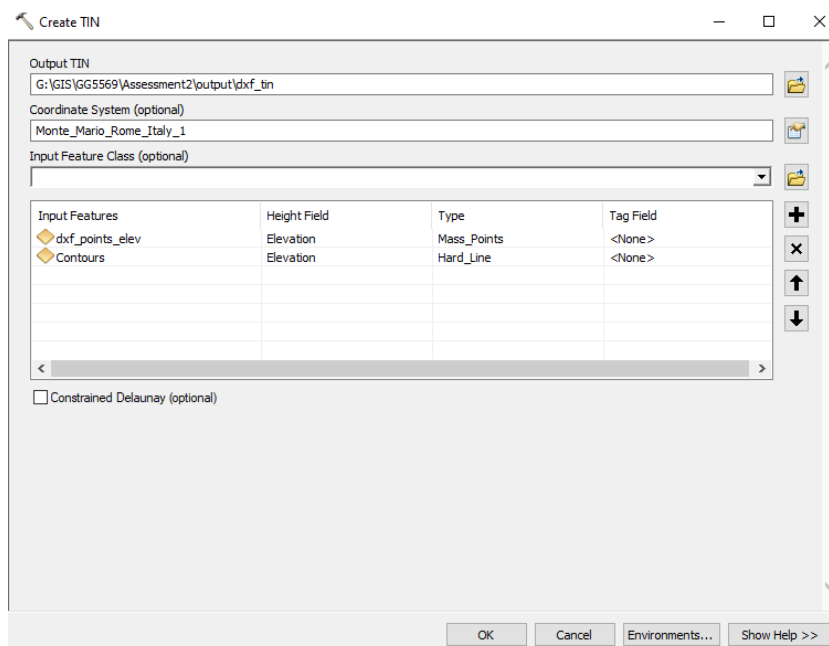 Create TIN
Output TIN
G:\GIS\GG5569\Assessment2\output\dxf_tin
Coordinate System (optional)
Monte_Mario_Rome_Italy_1
Input Feature Class (optional)
Input Features Height Field Type Tag Field
dxf_points_elev Elevation Mass_Points <None>
Contours Elevation Hard_Line <None>
Constrained Delaunay (optional)
OK Cancel Environments... Show Help >>